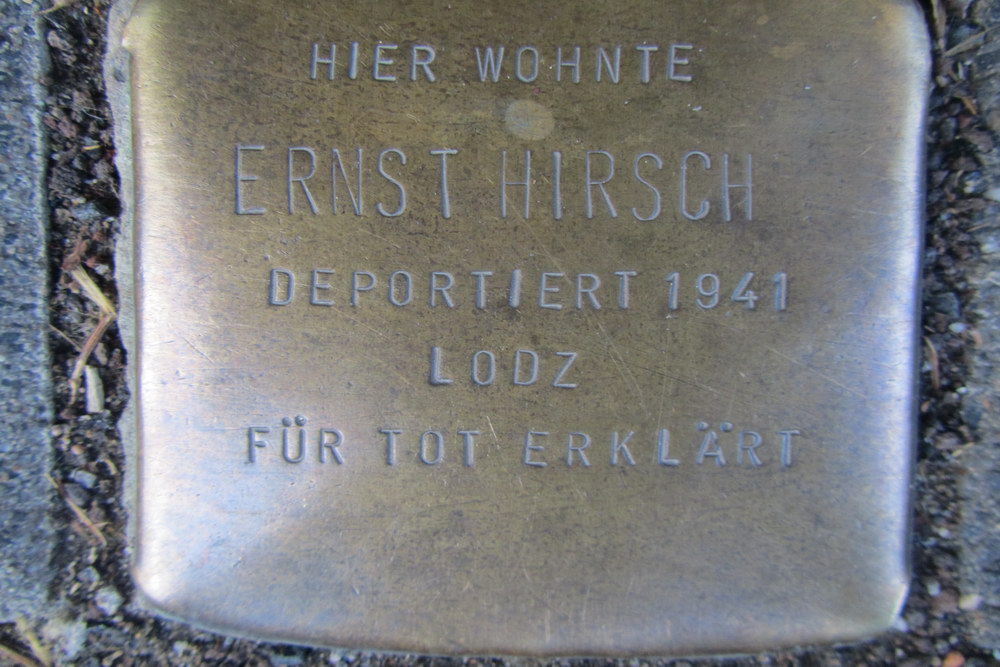 HIER WOHNTE
ERNST HIRSCH
DEPORTIERT 1941
LODZ
FÜR TOT ERKLÄRT